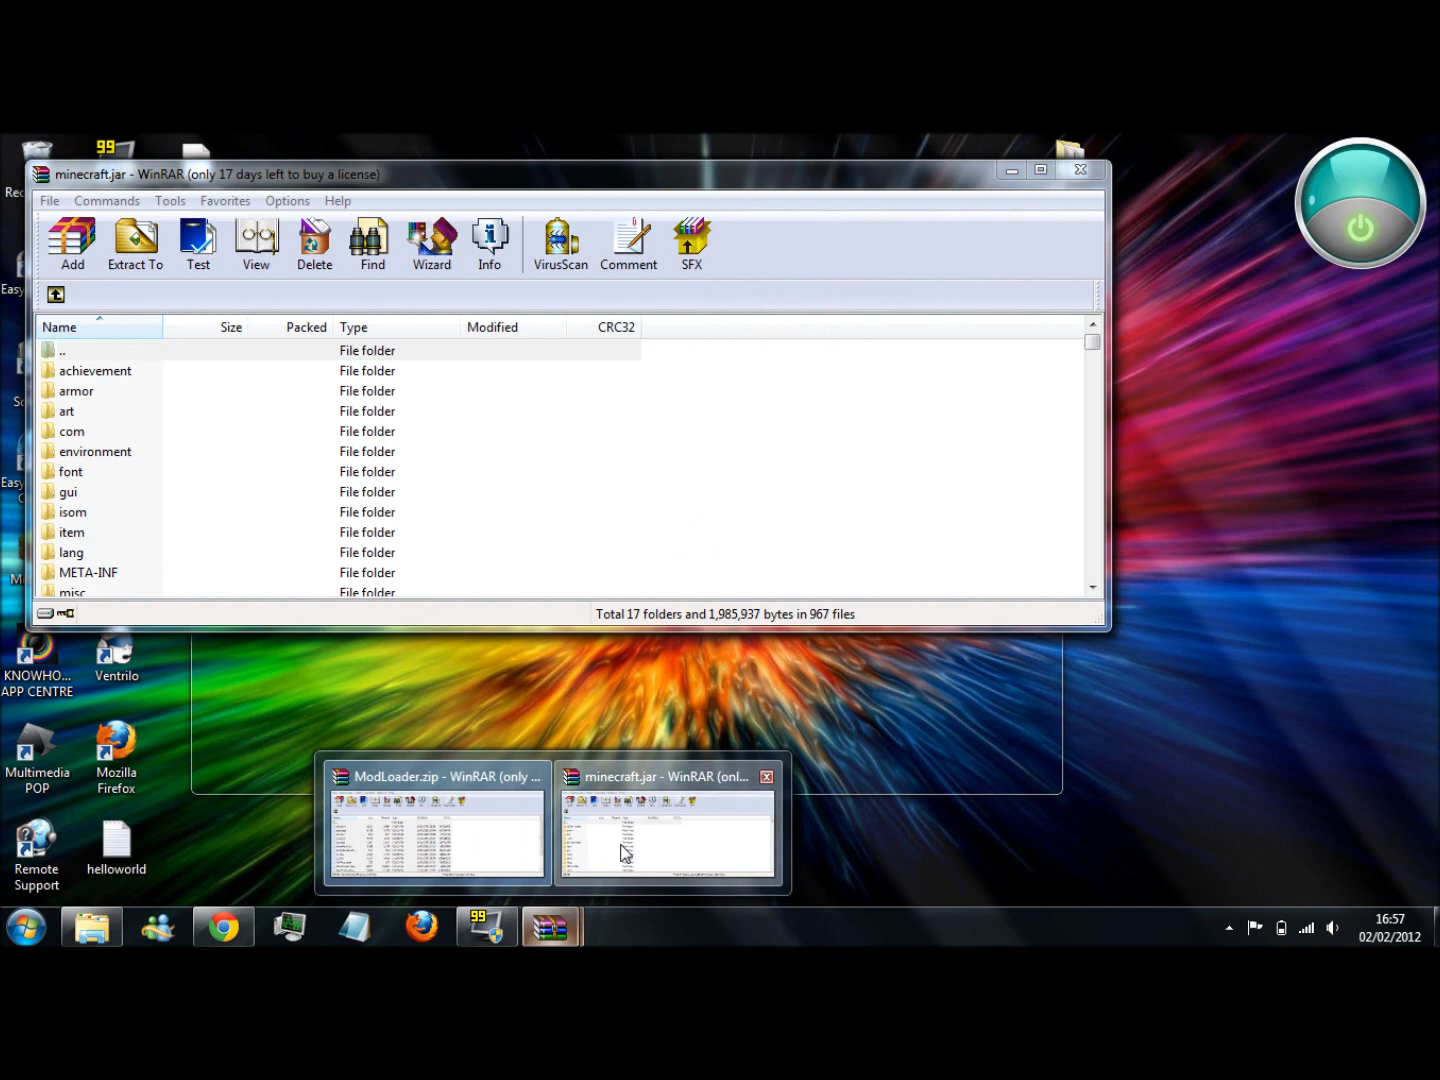 99
minecraft.jar - WinRAR (only 17 days left to buy a license)
File Commands Tools Favorites Options Help
Add Extract To Test View Delete Find Wizard Info VirusScan Comment SFX
Name Size Packed Type Modified CRC32
.. File folder
achievement File folder
armor File folder
art File folder
com File folder
environment File folder
font File folder
gui File folder
isom File folder
item File folder
lang File folder
META-INF File folder
misc File folder
Total 17 folders and 1,985,937 bytes in 967 files
KNOWHO...
APP CENTRE
Ventrilo
Multimedia
POP
Mozilla
Firefox
Remote
Support
helloworld
ModLoader.zip - WinRAR (only ...
minecraft.jar - WinRAR (onl...
99
16:57
02/02/2012